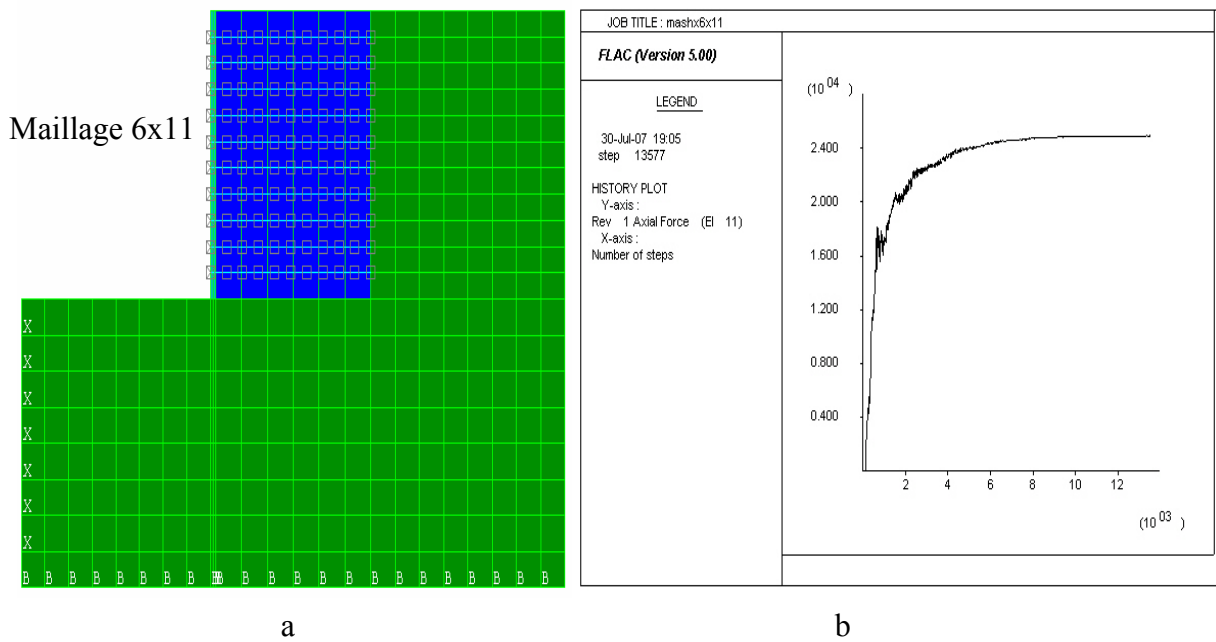 Maillage 6x11
X
X
X
X
X
X
X
B B B B B B B B B B B B B B B B B B B B B B B B
a
JOB TITLE : mashx6x11
FLAC (Version 5.00)
LEGEND
30-Jul-07 19:05
step 13577
HISTORY PLOT
Y-axis :
Rev 1 Axial Force (El 11)
X-axis :
Number of steps
(10 04 )
2.400
2.000
1.600
1.200
0.800
0.400
2 4 6 8 10 12
(10 03 )
b